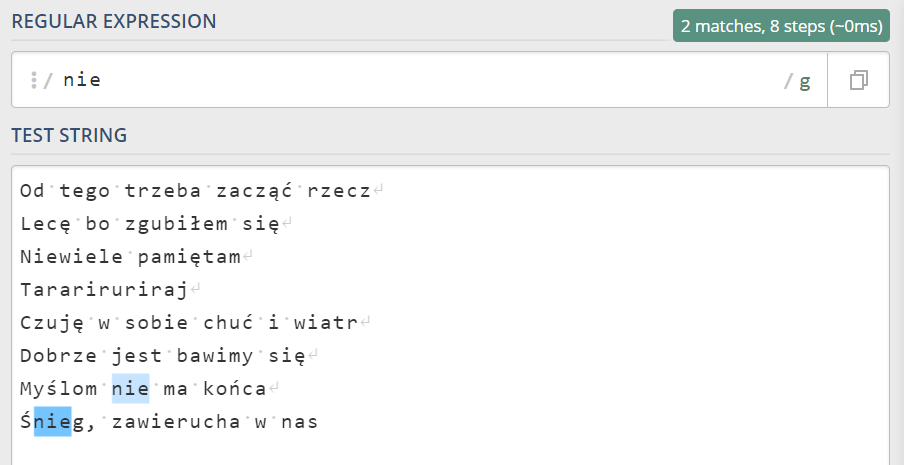 REGULAR EXPRESSION
2 matches, 8 steps (~0ms)
/ nie / g
TEST STRING
Od tego trzeba zacząć rzecz
Lecę bo zgubiłem się
Niewiele pamiętam
Tarariruriraj
Czuję w sobie chuć i wiatr
Dobrze jest bawimy się
Myślom nie ma końca
Śnieg, zawierucha w nas